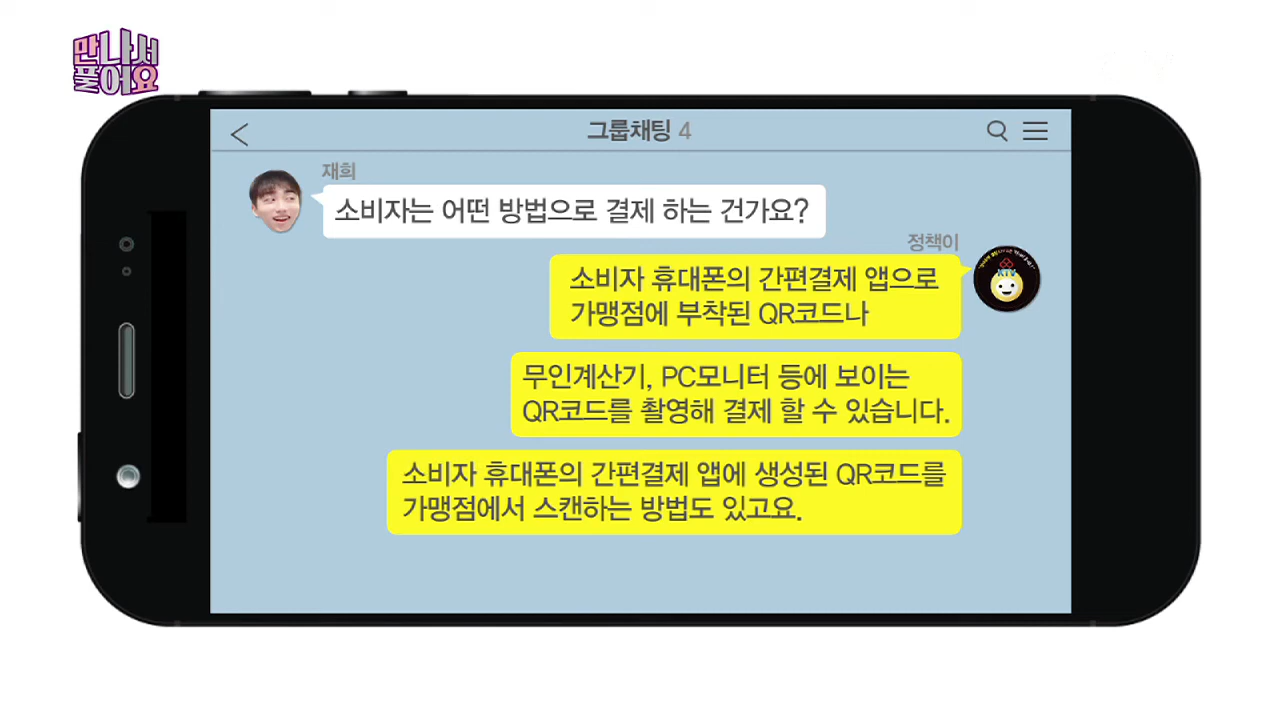 만나서
풀어요
그룹채팅 4
재희
소비자는 어떤 방법으로 결제 하는 건가요?
정책이
소비자 휴대폰의 간편결제 앱으로
가맹점에 부착된 QR코드나
KTV
무인계산기, PC모니터 등에 보이는
QR코드를 촬영해 결제 할 수 있습니다.
소비자 휴대폰의 간편결제 앱에 생성된 QR코드를
가맹점에서 스캔하는 방법도 있고요.